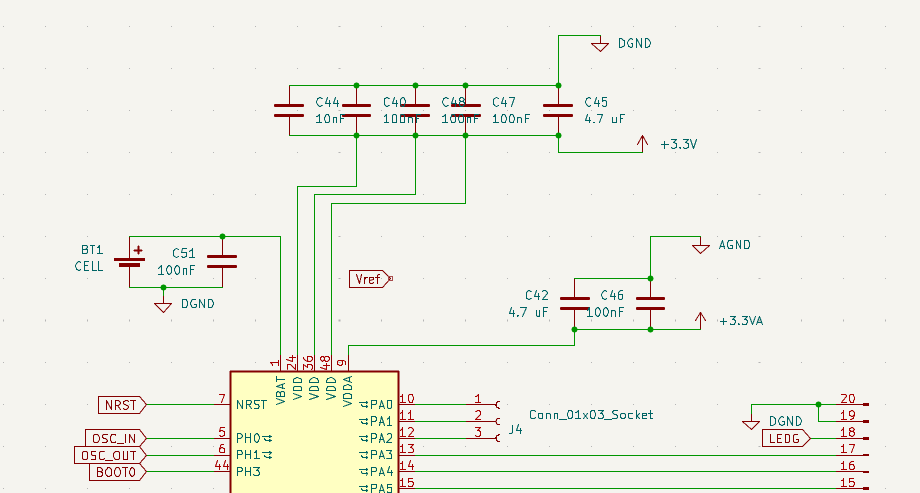 DGND
C44
C40
C48
C47
C45
10nF
100nF
100nF
100nF
4.7 uF
+3.3V
BT1
CELL
C51
100nF
DGND
Vref
AGND
C42
4.7 uF
C46
100nF
+3.3VA
1
24
36
48
9
VBAT
VDD
VDD
VDD
VDDA
NRST
7
NRST
OSC_IN
5
PH0
OSC_OUT
6
PH1
BOOT0
44
PH3
PA0
10
1
PA1
11
2
PA2
12
3
Conn_01x03_Socket
J4
PA3
13
PA4
14
PA5
15
DGND
LEDG
20
19
18
17
16
15